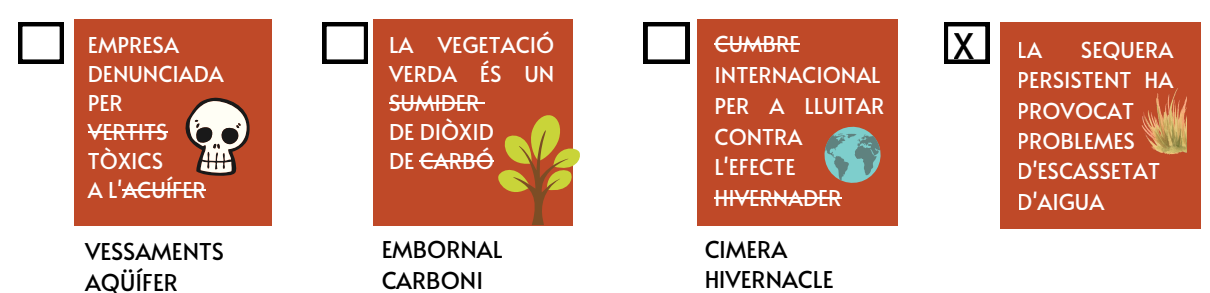 EMPRESA
DENUNCIADA
PER
VERTITS
TÒXICS
A L'ACUÍFER
VESSAMENTS
AQÜÍFER
LA VEGETACIÓ
VERDA ÉS UN
SUMIDER
DE DIÒXID
DE CARBÓ
EMBORNAL
CARBONI
CUMBRE
INTERNACIONAL
PER A LLUITAR
CONTRA
L'EFECTE
HIVERNADER
CIMERA
HIVERNACLE
X
LA SEQUERA
PERSISTENT HA
PROVOCAT
PROBLEMES
D'ESCASSETAT
D'AIGUA